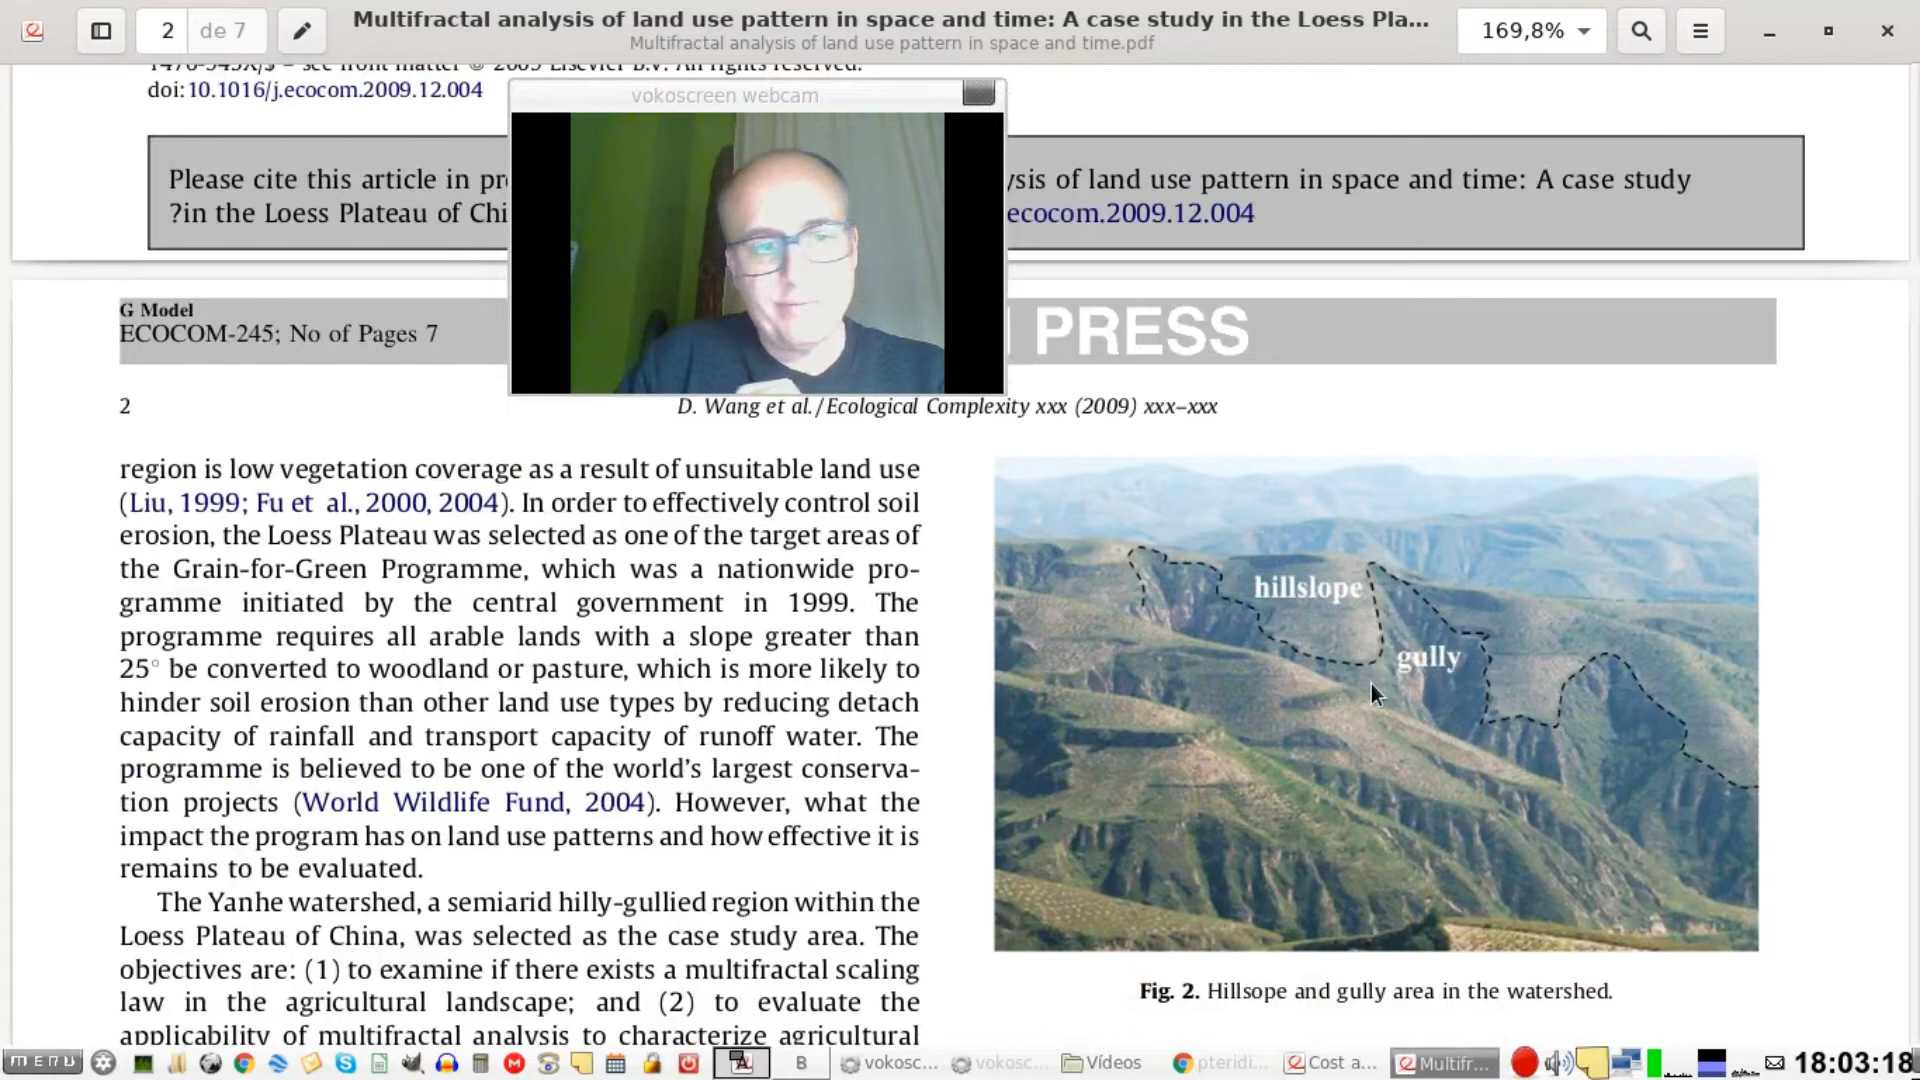 2 de 7
Multifractal analysis of land use pattern in space and time: A case study in the Loess Pla...
Multifractal analysis of land use pattern in space and time.pdf
169,8%
doi:10.1016/j.ecocom.2009.12.004
vokoscreen webcam
Please cite this article in pr
ysis of land use pattern in space and time: A case study
?in the Loess Plateau of Chi
ecocom.2009.12.004
G Model
ECOCOM-245; No of Pages 7
PRESS
2
D. Wang et al. / Ecological Complexity xxx (2009) xxx–xxx
region is low vegetation coverage as a result of unsuitable land use
(Liu, 1999; Fu et al., 2000, 2004). In order to effectively control soil
erosion, the Loess Plateau was selected as one of the target areas of
the Grain-for-Green Programme, which was a nationwide pro-
gramme initiated by the central government in 1999. The
programme requires all arable lands with a slope greater than
25° be converted to woodland or pasture, which is more likely to
hinder soil erosion than other land use types by reducing detach
capacity of rainfall and transport capacity of runoff water. The
programme is believed to be one of the world's largest conserva-
tion projects (World Wildlife Fund, 2004). However, what the
impact the program has on land use patterns and how effective it is
remains to be evaluated.
The Yanhe watershed, a semiarid hilly-gullied region within the
Loess Plateau of China, was selected as the case study area. The
objectives are: (1) to examine if there exists a multifractal scaling
law in the agricultural landscape; and (2) to evaluate the
applicability of multifractal analysis to characterize agricultural
hillslope
gully
Fig. 2. Hillsope and gully area in the watershed.
MENU
B
vokosc...
vokosc...
Vídeos
pteridi...
Cost a...
Multifr...
18:03:18